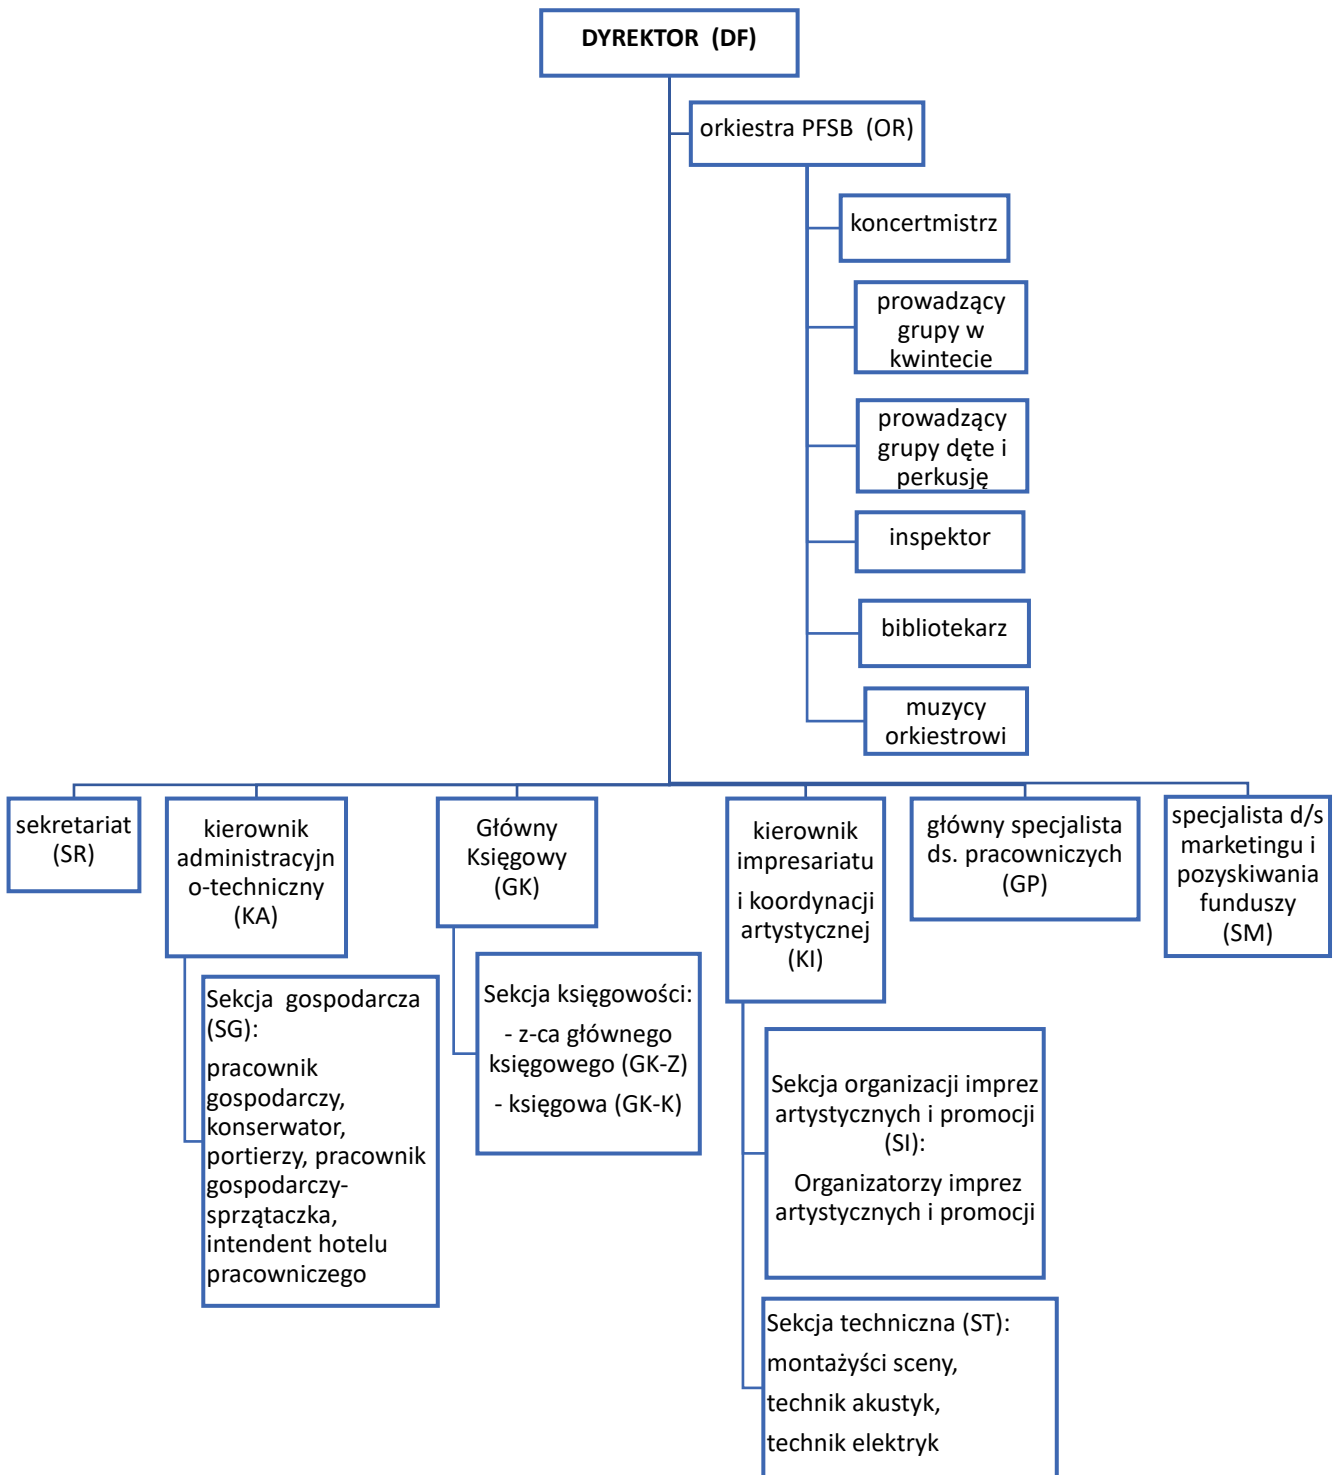 DYREKTOR (DF)
orkiestra PFSB (OR)
koncertmistrz
prowadzący
grupy w
kwintecie
prowadzący
grupy dęte i
perkusję
inspektor
bibliotekarz
muzycy
orkiestrowi
sekretariat
(SR)
kierownik
administracyjn
o-techniczny
(KA)
Główny
Księgowy
(GK)
kierownik
impresariatu
i koordynacji
artystycznej
(KI)
główny specjalista
ds. pracowniczych
(GP)
specjalista d/s
marketingu i
pozyskiwania
funduszy
(SM)
Sekcja gospodarcza
(SG):
pracownik
gospodarczy,
konserwator,
portierzy, pracownik
gospodarczy-
sprzątaczka,
intendent hotelu
pracowniczego
Sekcja księgowości:
- z-ca głównego
księgowego (GK-Z)
- księgowa (GK-K)
Sekcja organizacji imprez
artystycznych i promocji
(SI):
Organizatorzy imprez
artystycznych i promocji
Sekcja techniczna (ST):
montażyści sceny,
technik akustyk,
technik elektryk